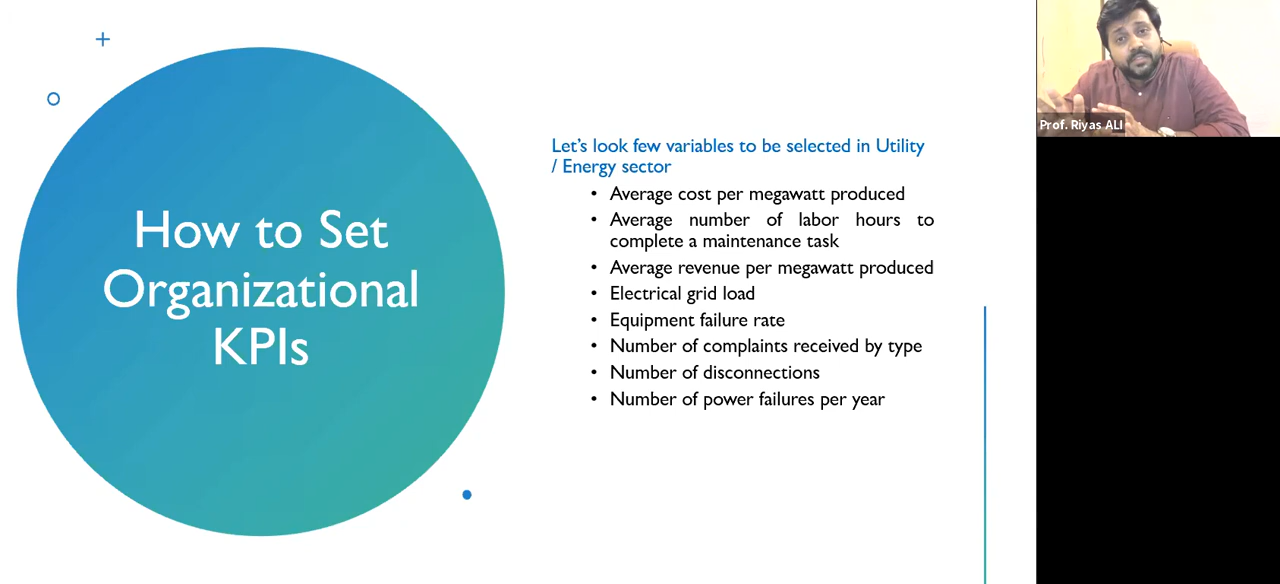 How to Set
Organizational
KPIs
Let's look few variables to be selected in Utility
/ Energy sector
• Average cost per megawatt produced
• Average number of labor hours to
complete a maintenance task
• Average revenue per megawatt produced
• Electrical grid load
• Equipment failure rate
• Number of complaints received by type
• Number of disconnections
• Number of power failures per year
Prof. Riyas ALI